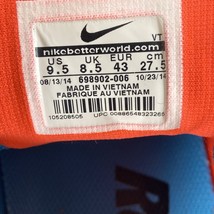 VT
nikebetterworld.com
US UK EUR cm
9.5 8.5 43 27.5
08/13/14 698902-006 10/23/14
MADE IN VIETNAM
FABRIQUE AU VIETNAM
105208505 UPC 00886548323268